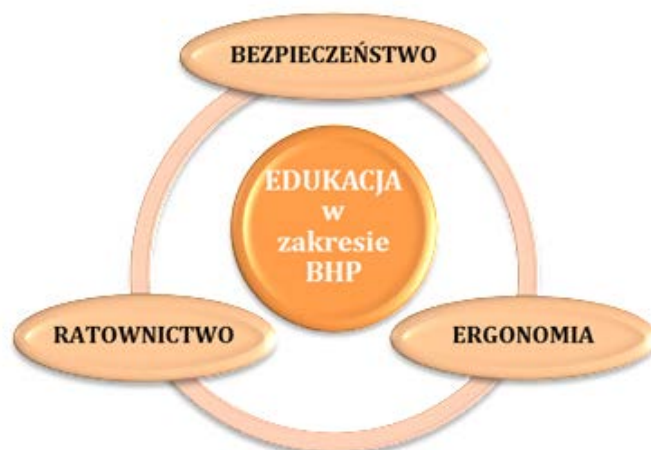 BEZPIECZEŃSTWO
EDUKACJA
w
zakresie
BHP
RATOWNICTWO
ERGONOMIA